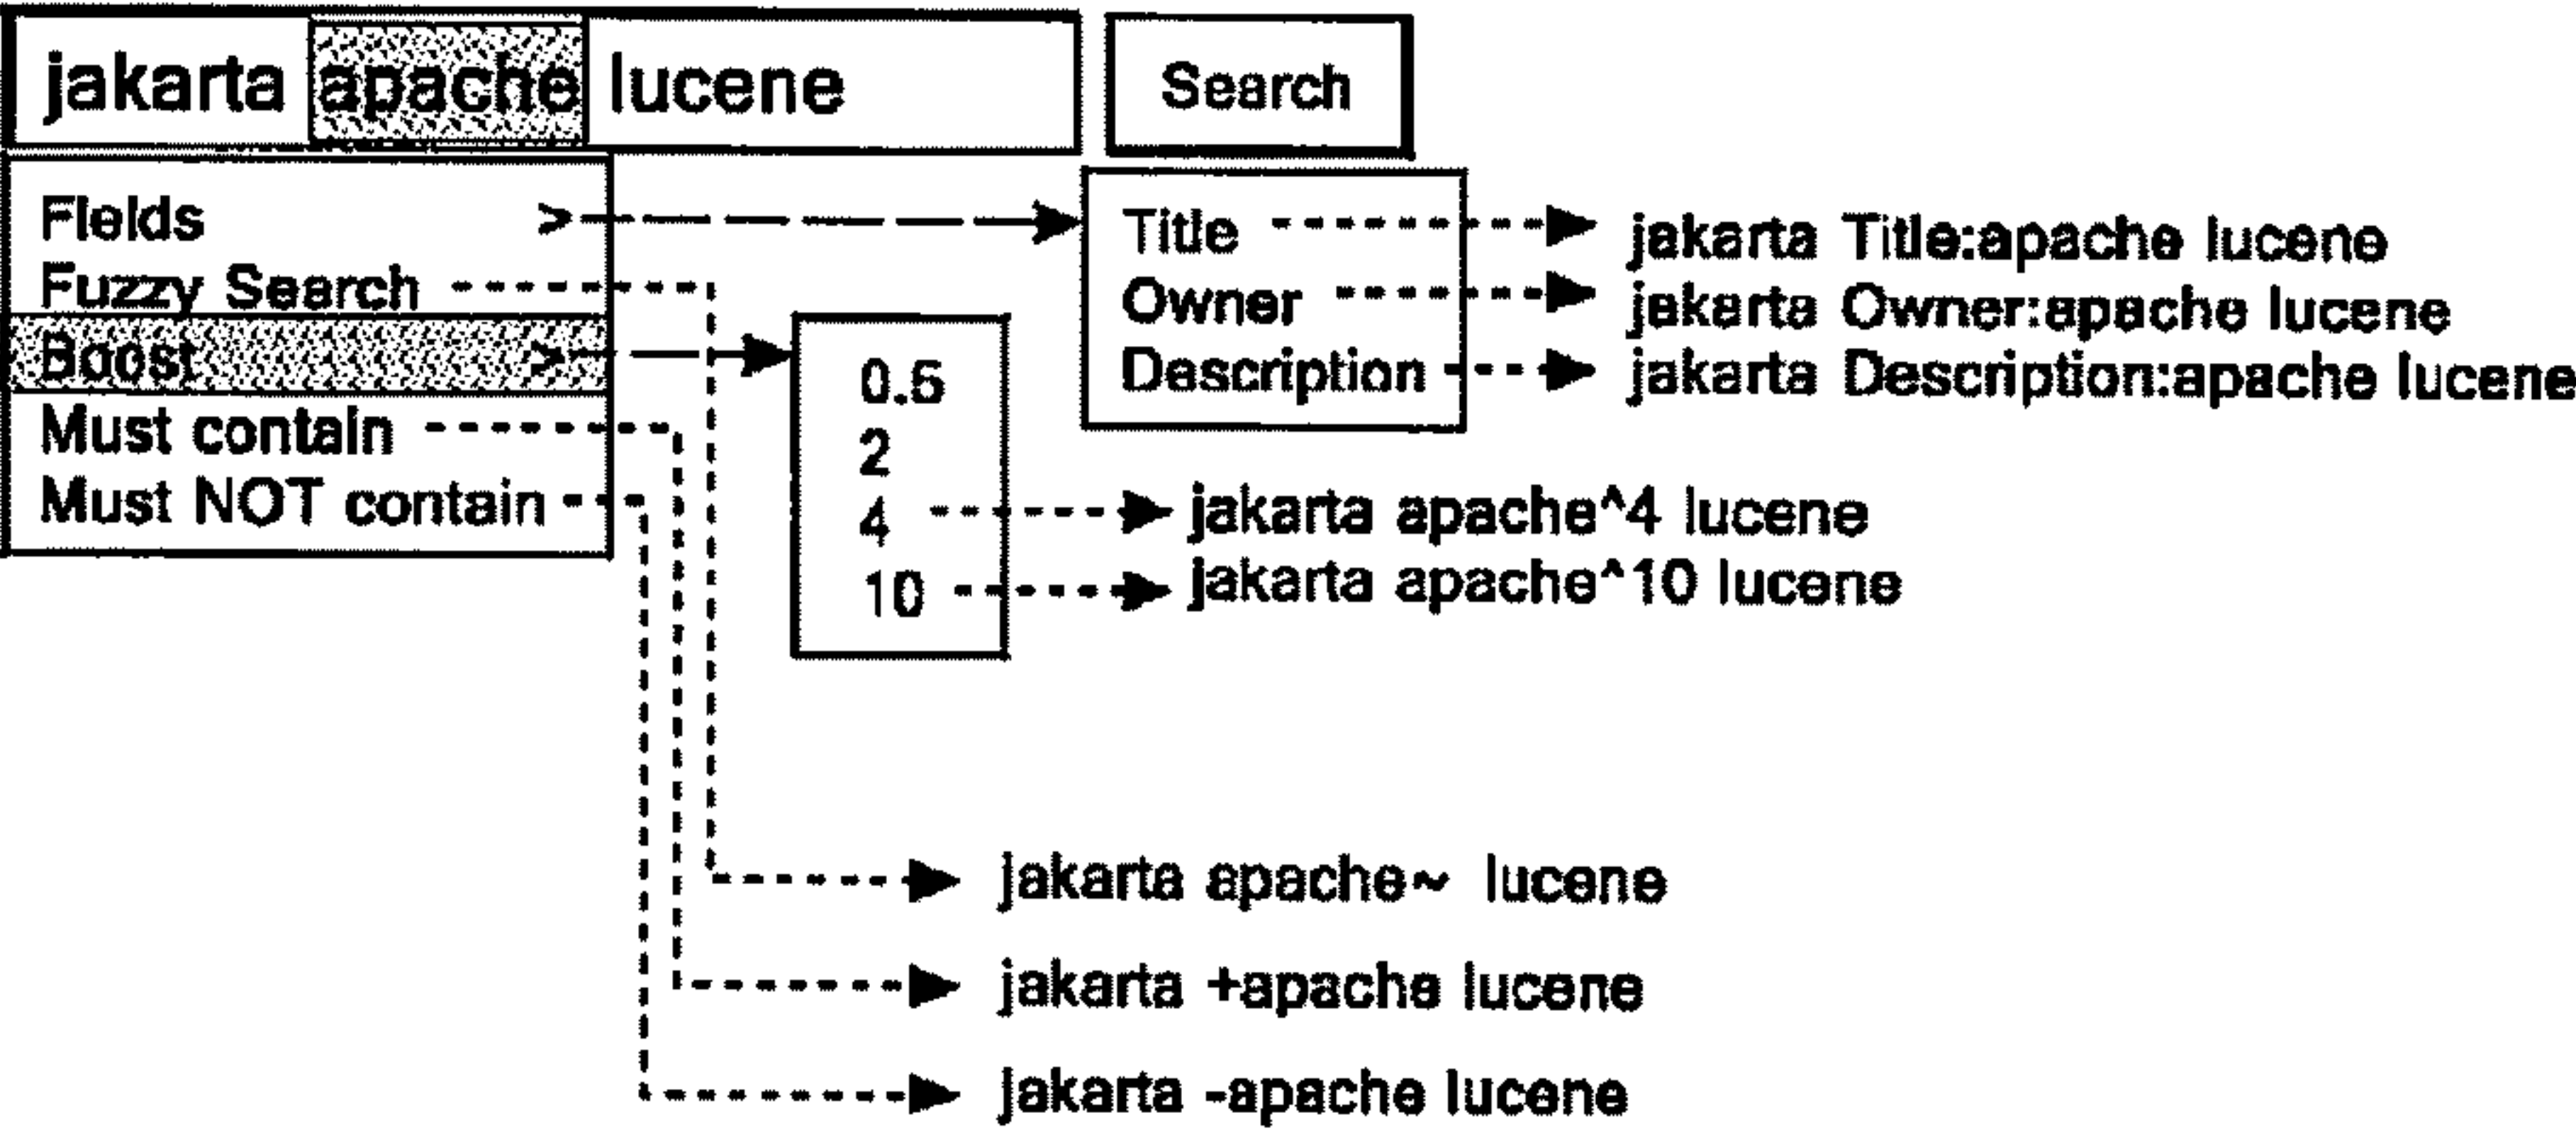 jakarta apache lucene
Search
Fields >
Fuzzy Search
Boost >
Must contain
Must NOT contain
Title
Owner
Description
jakarta Title:apache lucene
jakarta Owner:apache lucene
jakarta Description:apache lucene
0.5
2
4
10
jakarta apache^4 lucene
jakarta apache^10 lucene
jakarta apache~ lucene
jakarta +apache lucene
jakarta -apache lucene